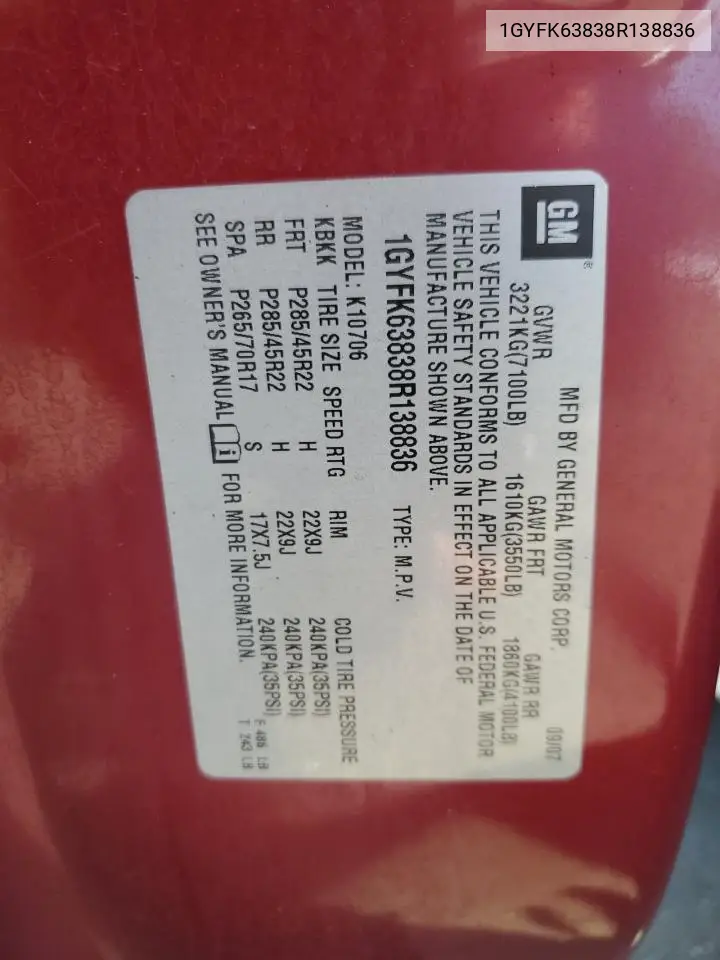 1GYFK63838R138836
GM ®
MFD BY GENERAL MOTORS CORP. 09/07
GVWR GAWR FRT GAWR RR
3221KG(7100LB) 1610KG(3550LB) 1860KG(4100LB)
THIS VEHICLE CONFORMS TO ALL APPLICABLE U.S. FEDERAL MOTOR
VEHICLE SAFETY STANDARDS IN EFFECT ON THE DATE OF
MANUFACTURE SHOWN ABOVE.
1GYFK63838R138836 TYPE: M.P.V.
MODEL: K10706
KBKK TIRE SIZE SPEED RTG RIM COLD TIRE PRESSURE
FRT P285/45R22 H 22X9J 240KPA(35PSI)
RR P285/45R22 H 22X9J 240KPA(35PSI)
SPA P265/70R17 S 17X7.5J 240KPA(35PSI)
SEE OWNER'S MANUAL FOR MORE INFORMATION.
F 486 LB
T 243 LB